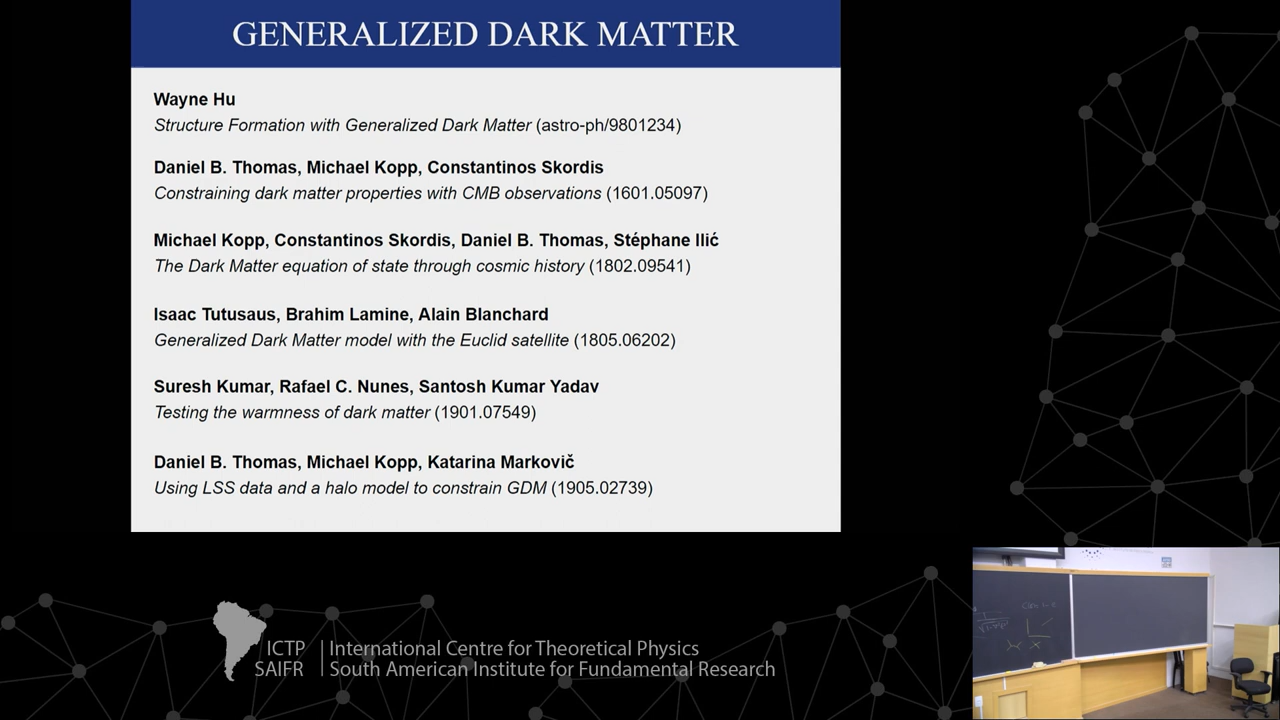 GENERALIZED DARK MATTER
Wayne Hu
Structure Formation with Generalized Dark Matter (astro-ph/9801234)
Daniel B. Thomas, Michael Kopp, Constantinos Skordis
Constraining dark matter properties with CMB observations (1601.05097)
Michael Kopp, Constantinos Skordis, Daniel B. Thomas, Stéphane Ilić
The Dark Matter equation of state through cosmic history (1802.09541)
Isaac Tutusaus, Brahim Lamine, Alain Blanchard
Generalized Dark Matter model with the Euclid satellite (1805.06202)
Suresh Kumar, Rafael C. Nunes, Santosh Kumar Yadav
Testing the warmness of dark matter (1901.07549)
Daniel B. Thomas, Michael Kopp, Katarina Markovič
Using LSS data and a halo model to constrain GDM (1905.02739)
ICTP
SAIFR
International Centre for Theoretical Physics
South American Institute for Fundamental Research